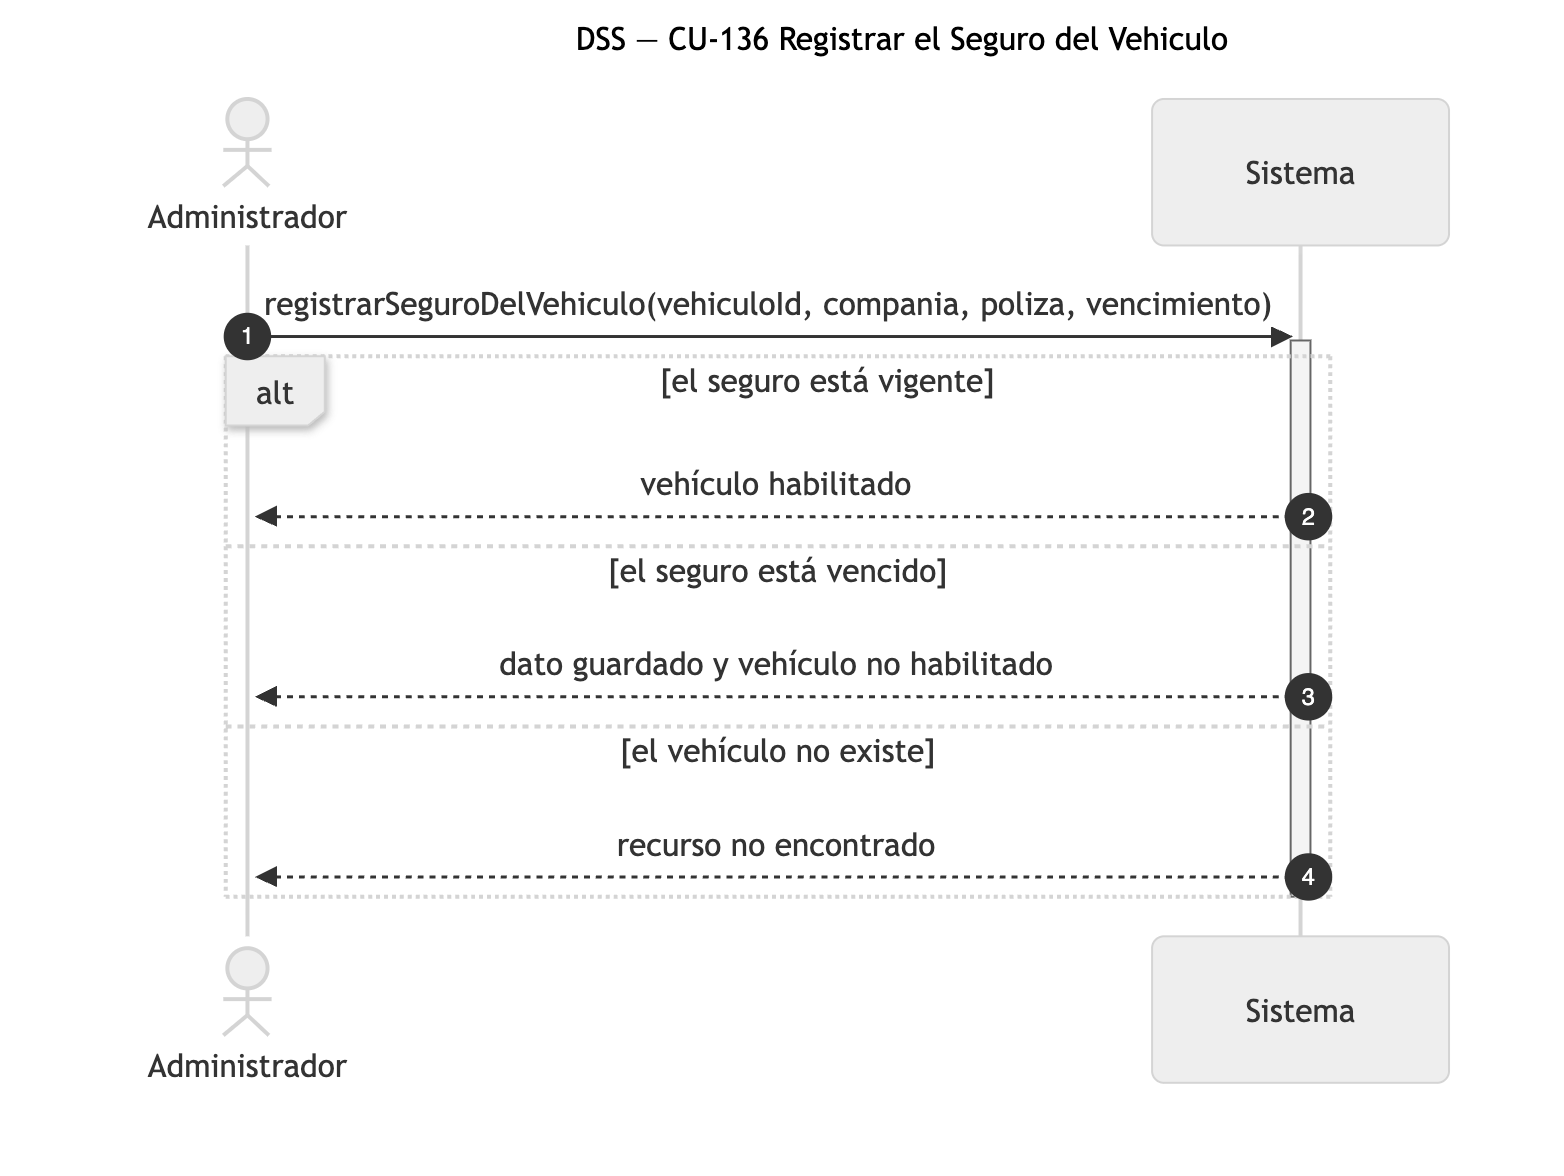 DSS — CU-136 Registrar el Seguro del Vehiculo
Administrador
Sistema
registrarSeguroDelVehiculo(vehiculoId, compania, poliza, vencimiento)
1
alt
[el seguro está vigente]
vehículo habilitado
2
[el seguro está vencido]
dato guardado y vehículo no habilitado
3
[el vehículo no existe]
recurso no encontrado
4
Administrador
Sistema